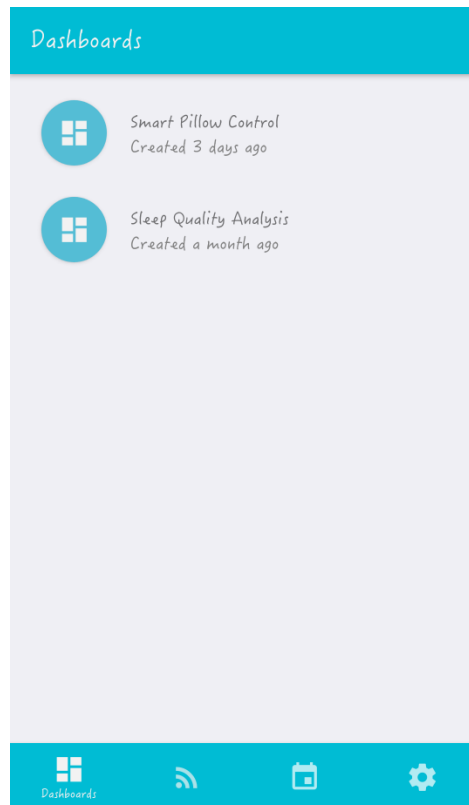 Dashboards
Smart Pillow Control
Created 3 days ago
Sleep Quality Analysis
Created a month ago
Dashboards